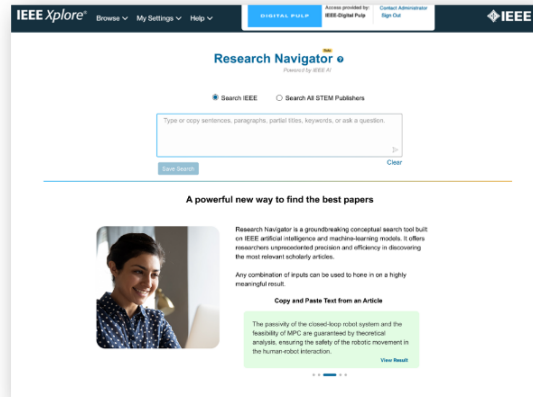 IEEE Xplore® Browse My Settings Help
DIGITAL PULP
Access provided by:
IEEE-Digital Pulp
Contact Administrator
Sign Out
IEEE
Research Navigator
Powered by IEEE AI
Search IEEE Search All STEM Publishers
Type or copy sentences, paragraphs, partial titles, keywords, or ask a question.
Save Search
Clear
A powerful new way to find the best papers
Research Navigator is a groundbreaking conceptual search tool built
on IEEE artificial intelligence and machine-learning models. It offers
researchers unprecedented precision and efficiency in discovering
the most relevant scholarly articles.
Any combination of inputs can be used to hone in on a highly
meaningful result.
Copy and Paste Text from an Article
The passivity of the closed-loop robot system and the
feasibility of MPC are guaranteed by theoretical
analysis, ensuring the safety of the robotic movement in
the human-robot interaction.
View Result